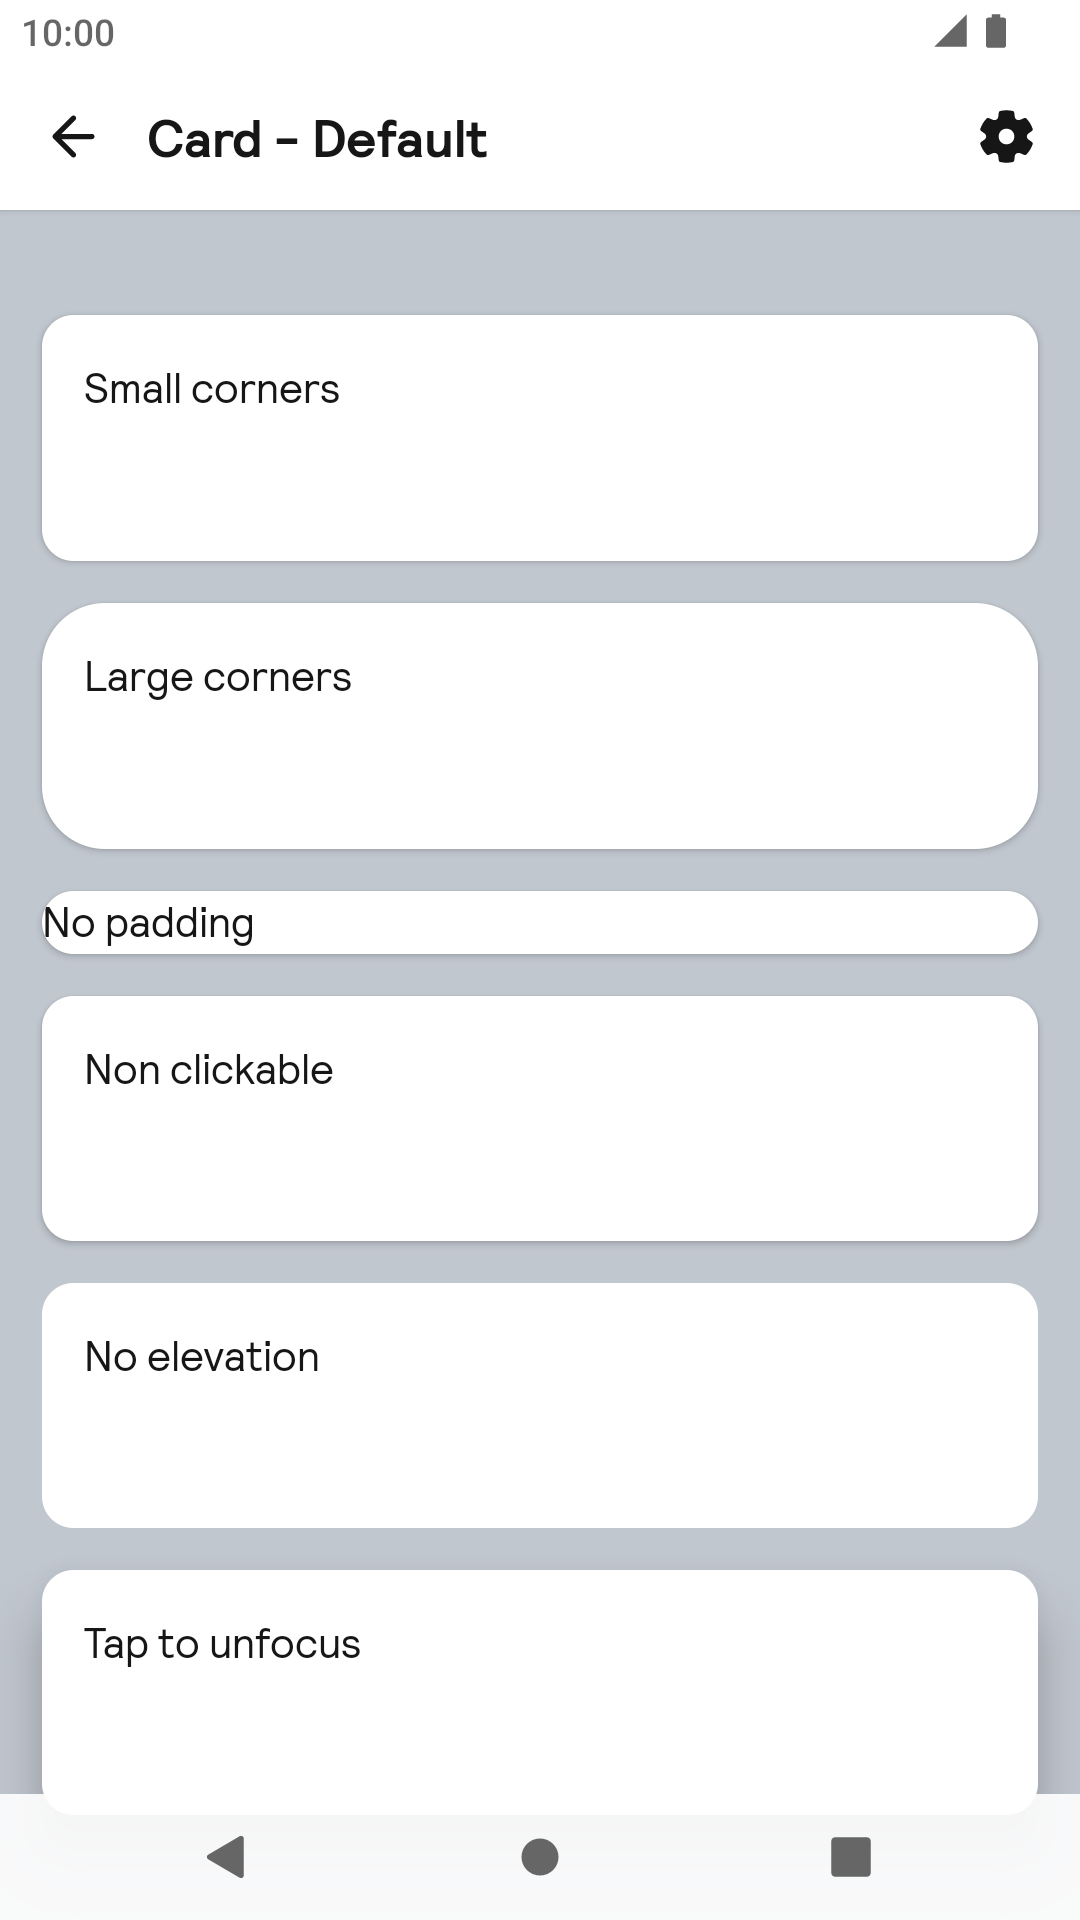 10:00
Card - Default
Small corners
Large corners
No padding
Non clickable
No elevation
Tap to unfocus